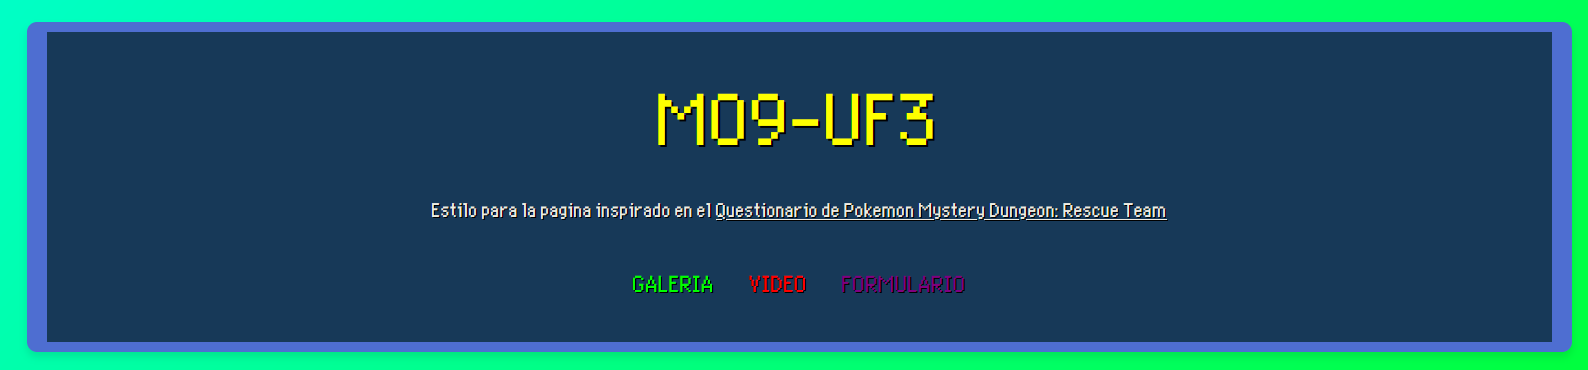 M09-UF3
Estilo para la pagina inspirado en el Questionario de Pokemon Mystery Dungeon: Rescue Team
GALERIA VIDEO FORMULARIO